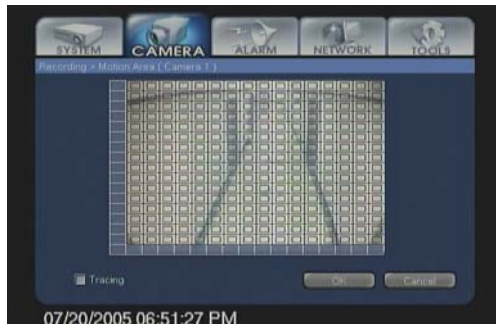 SYSTEM CAMERA ALARM NETWORK TOOLS
Recording > Motion Area ( Camera 1 )
Tracing OK Cancel
07/20/2005 06:51:27 PM